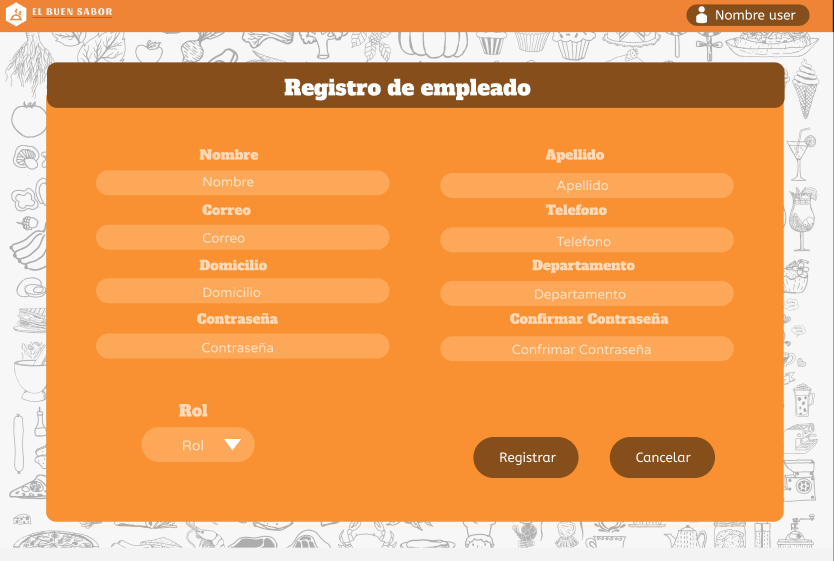 EL BUEN SABOR
Nombre user
Registro de empleado
Nombre
Apellido
Nombre
Apellido
Correo
Telefono
Correo
Telefono
Domicilio
Departamento
Domicilio
Departamento
Contraseña
Confirmar Contraseña
Contraseña
Confrimar Contraseña
Rol
Rol
Registrar
Cancelar